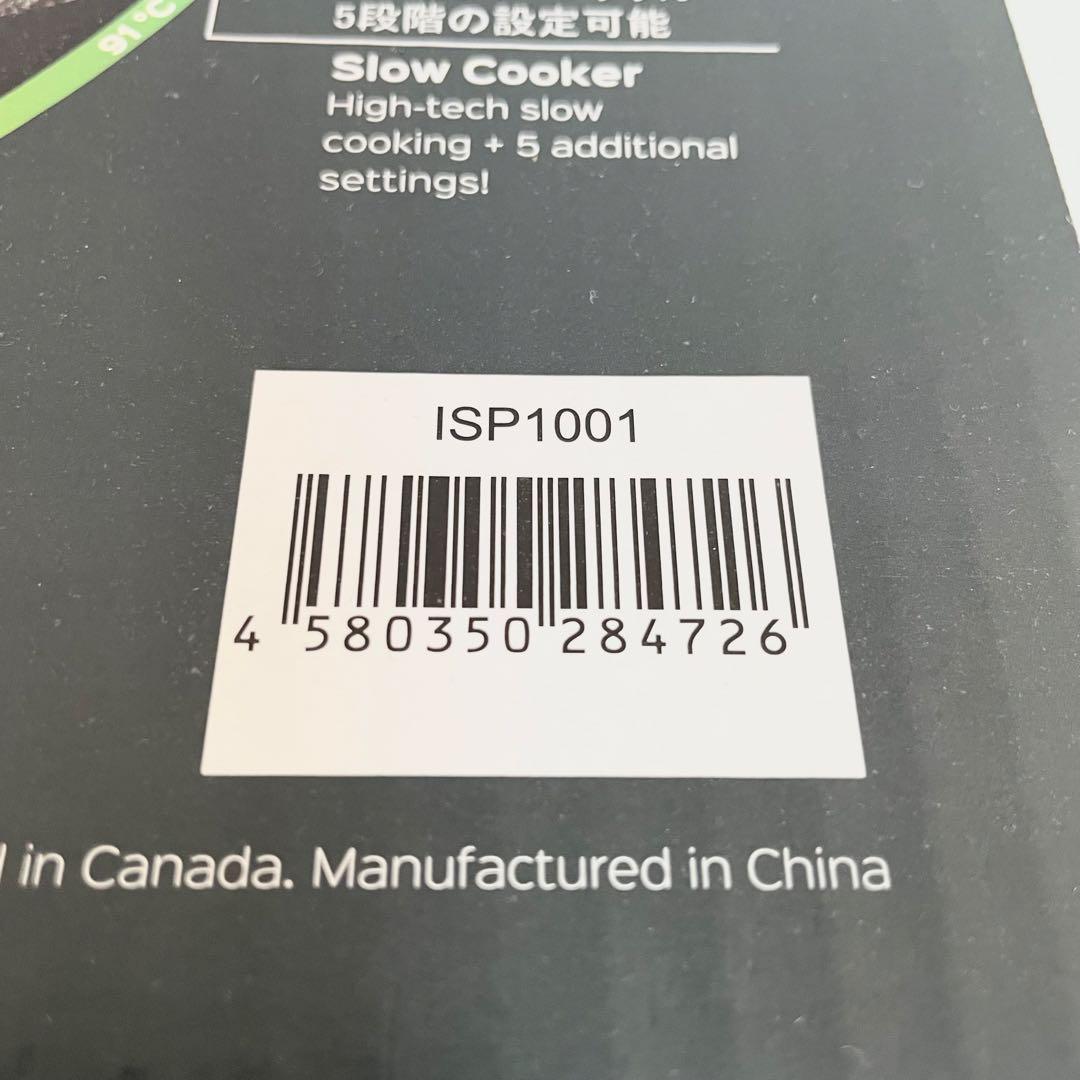 91°C
5段階の設定可能
Slow Cooker
High-tech slow
cooking + 5 additional
settings!
ISP1001
4 580350 284726
in Canada. Manufactured in China